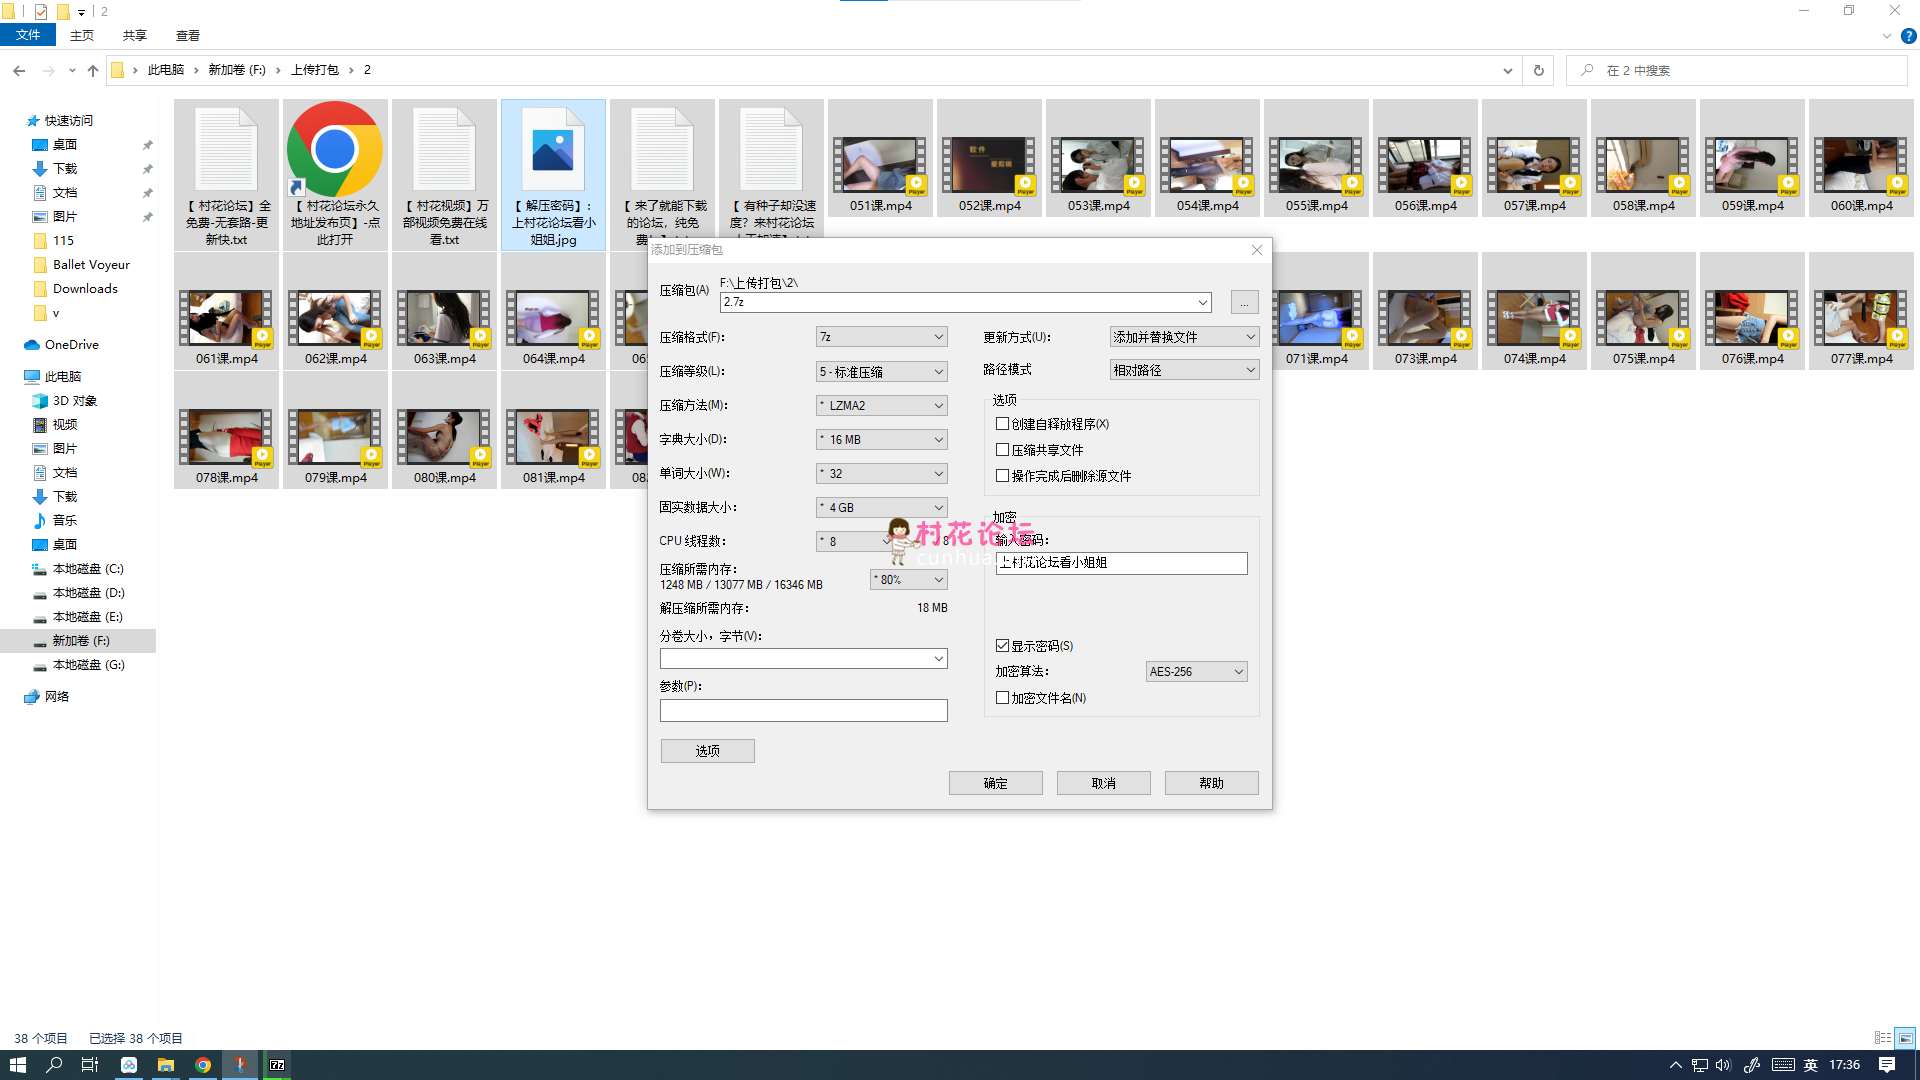 2
文件
主页
共享
查看
此电脑
新加卷 (F:)
上传打包
2
在 2 中搜索
快速访问
桌面
下载
文档
图片
115
Ballet Voyeur
Downloads
v
OneDrive
此电脑
3D 对象
视频
图片
文档
下载
音乐
桌面
本地磁盘 (C:)
本地磁盘 (D:)
本地磁盘 (E:)
新加卷 (F:)
本地磁盘 (G:)
网络
【 村花论坛】全
免费-无套路-更
新快.txt
【 村花论坛永久
地址发布页】-点
此打开
【 村花视频】万
部视频免费在线
看.txt
【 解压密码】:
上村花论坛看小
姐姐.jpg
【 来了就能下载
的论坛，纯免
【 有种子却没速
度？来村花论坛
051课.mp4
052课.mp4
053课.mp4
054课.mp4
055课.mp4
056课.mp4
057课.mp4
058课.mp4
059课.mp4
060课.mp4
061课.mp4
062课.mp4
063课.mp4
064课.mp4
071课.mp4
073课.mp4
074课.mp4
075课.mp4
076课.mp4
077课.mp4
078课.mp4
079课.mp4
080课.mp4
081课.mp4
添加到压缩包
压缩包(A)
F:\上传打包\2\
2.7z
...
压缩格式(F):
7z
压缩等级(L):
5 - 标准压缩
压缩方法(M):
* LZMA2
字典大小(D):
* 16 MB
单词大小(W):
* 32
固实数据大小:
* 4 GB
CPU 线程数:
* 8
压缩所需内存:
1248 MB / 13077 MB / 16346 MB
* 80%
解压缩所需内存:
18 MB
分卷大小，字节(V):
参数(P):
选项
更新方式(U):
添加并替换文件
路径模式
相对路径
选项
创建自释放程序(X)
压缩共享文件
操作完成后删除源文件
加密
输入密码:
上村花论坛看小姐姐
显示密码(S)
加密算法:
AES-256
加密文件名(N)
确定
取消
帮助
村花论坛
38 个项目
已选择 38 个项目
英
17:36